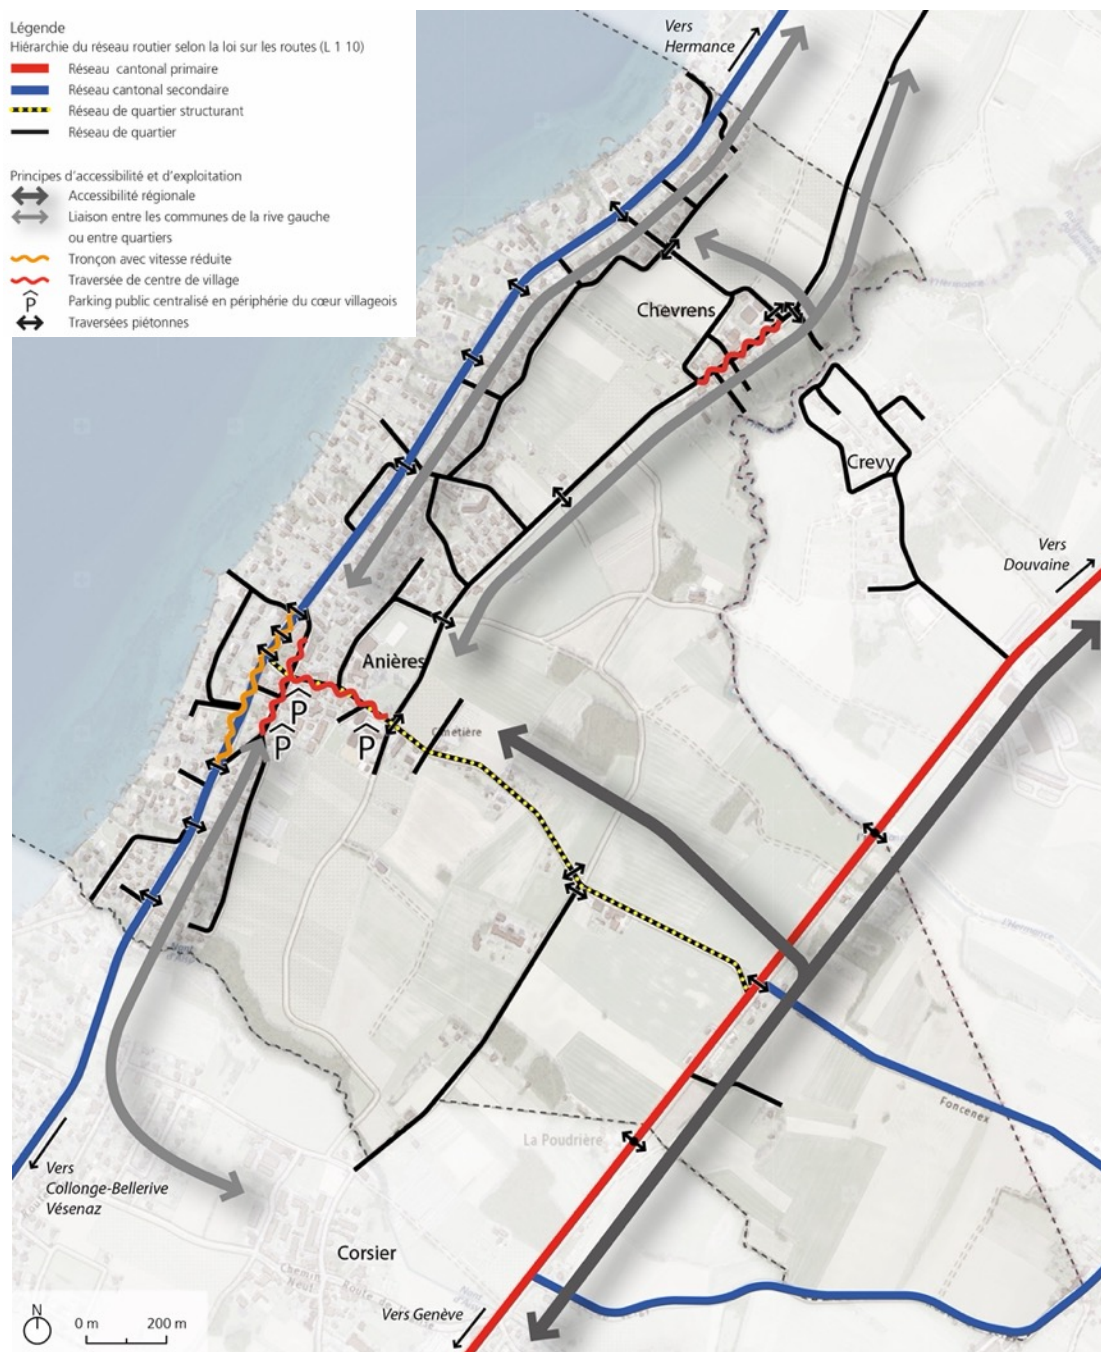 Légende
Hiérarchie du réseau routier selon la loi sur les routes (L 1 10)
Réseau cantonal primaire
Réseau cantonal secondaire
Réseau de quartier structurant
Réseau de quartier
Principes d'accessibilité et d'exploitation
Accessibilité régionale
Liaison entre les communes de la rive gauche
ou entre quartiers
Tronçon avec vitesse réduite
Traversée de centre de village
P Parking public centralisé en périphérie du cœur villageois
Traversées piétonnes
Vers
Hermance
l'Hermance
Chevrens
Crevy
Vers
Douvaine
Anières
P
P
P
Cimetière
l'Hermance
Foncenex
La Poudrière
Vers
Collonge-Bellerive
Vésenaz
Corsier
Vers Genève
N
0 m 200 m